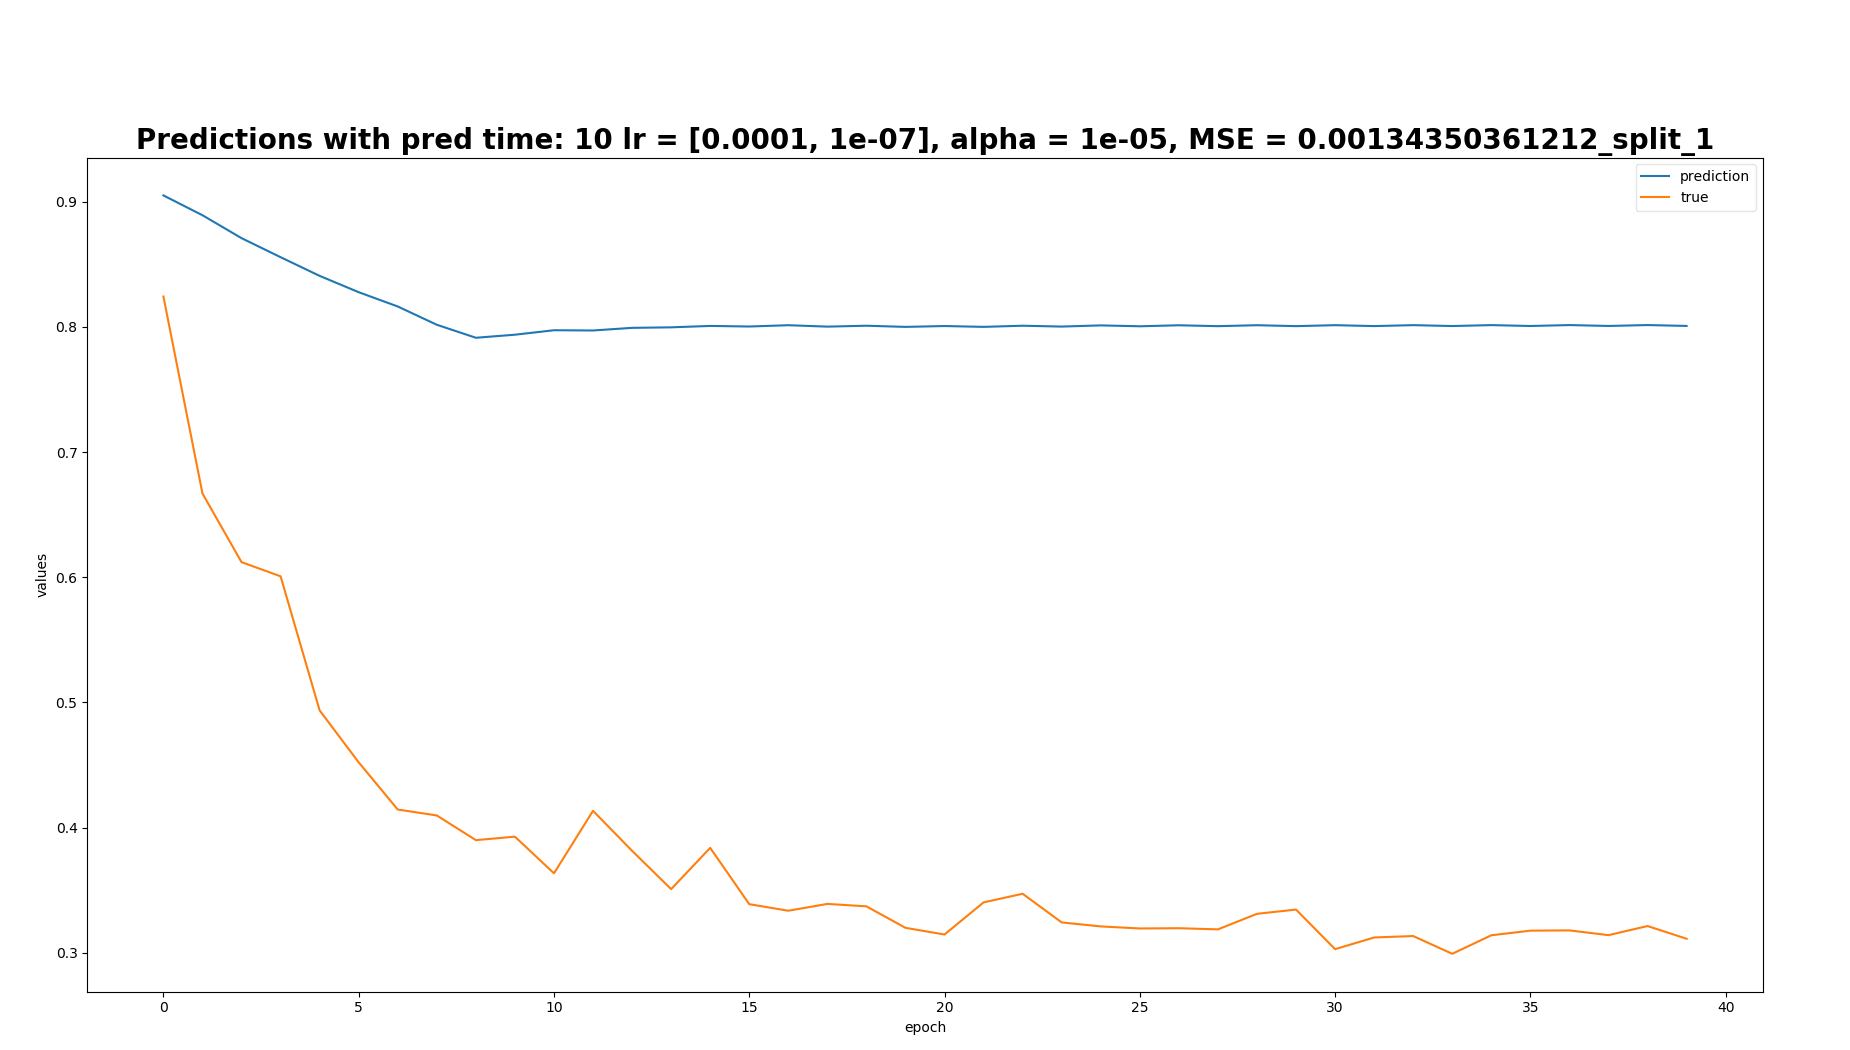 Predictions with pred time: 10 lr = [0.0001, 1e-07], alpha = 1e-05, MSE = 0.00134350361212_split_1
prediction
true
0.9
0.8
0.7
0.6
0.5
0.4
0.3
values
0 5 10 15 20 25 30 35 40
epoch